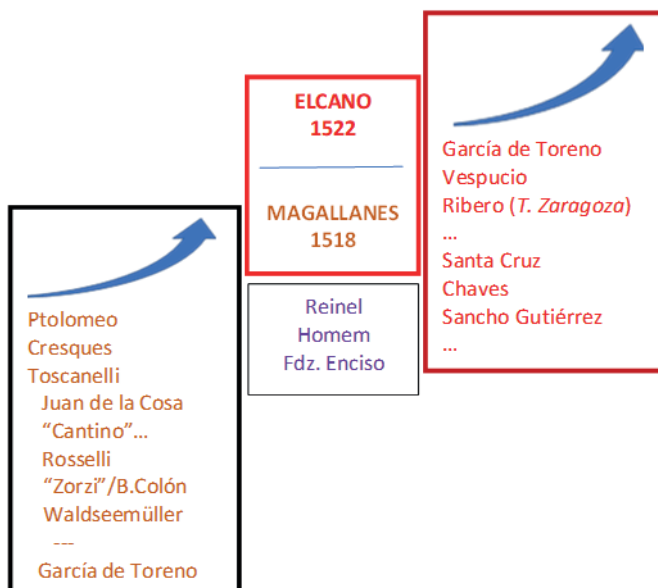 ELCANO
1522
MAGALLANES
1518
Reinel
Homem
Fdz. Enciso
García de Toreno
Vespucio
Ribero (T. Zaragoza)
...
Santa Cruz
Chaves
Sancho Gutiérrez
...
Ptolomeo
Cresques
Toscanelli
Juan de la Cosa
“Cantino”...
Rosselli
“Zorzi”/B.Colón
Waldseemüller
---
García de Toreno